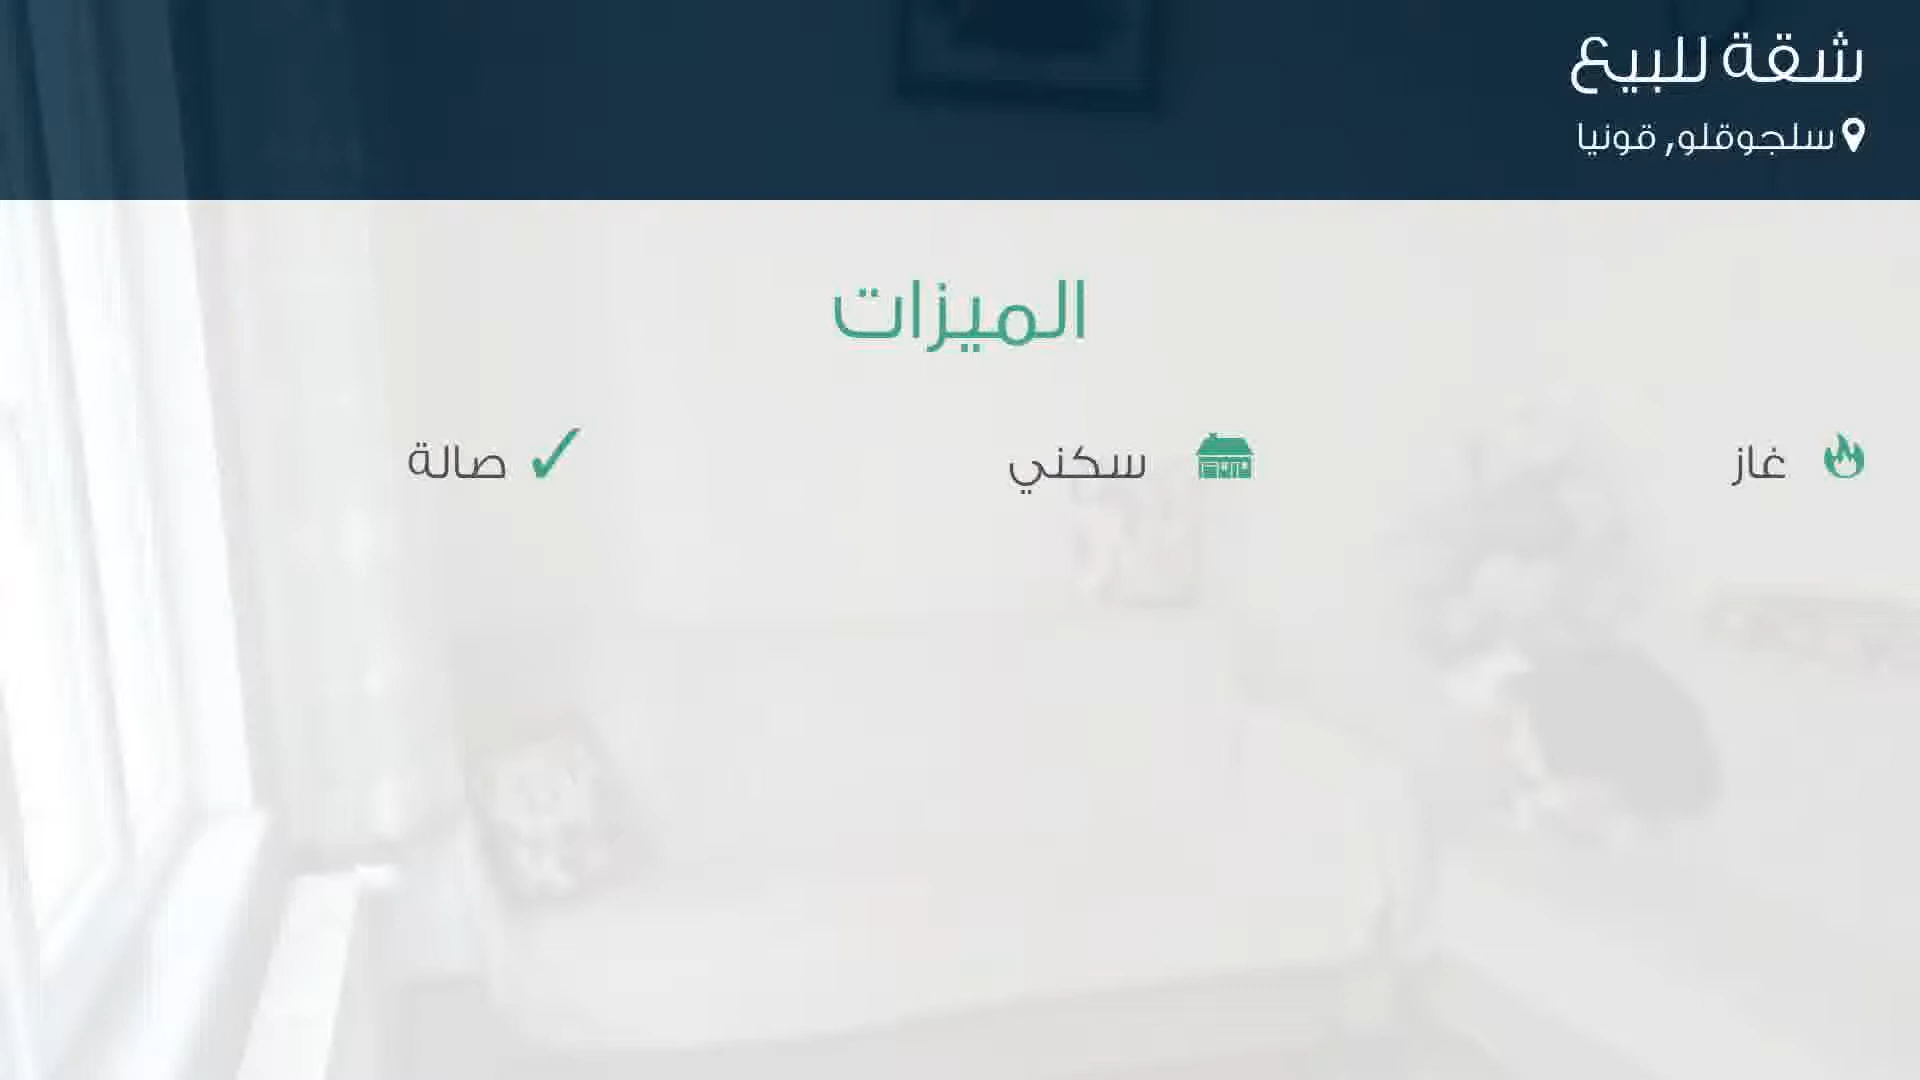 شقة للبيع
سلجوقلو, قونيا
الميزات
غاز
سكني
صالة